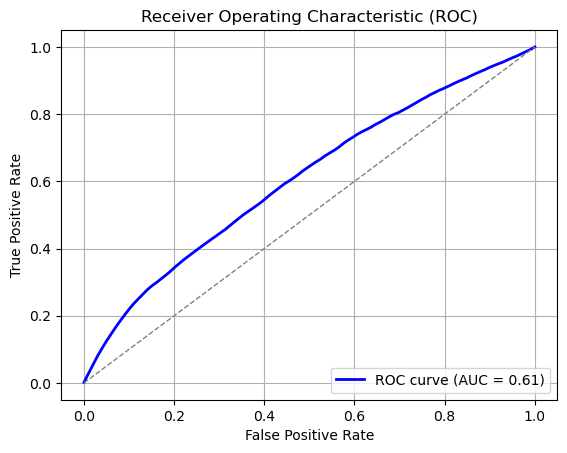 Receiver Operating Characteristic (ROC)
1.0
0.8
0.6
0.4
0.2
0.0
True Positive Rate
ROC curve (AUC = 0.61)
0.0 0.2 0.4 0.6 0.8 1.0
False Positive Rate